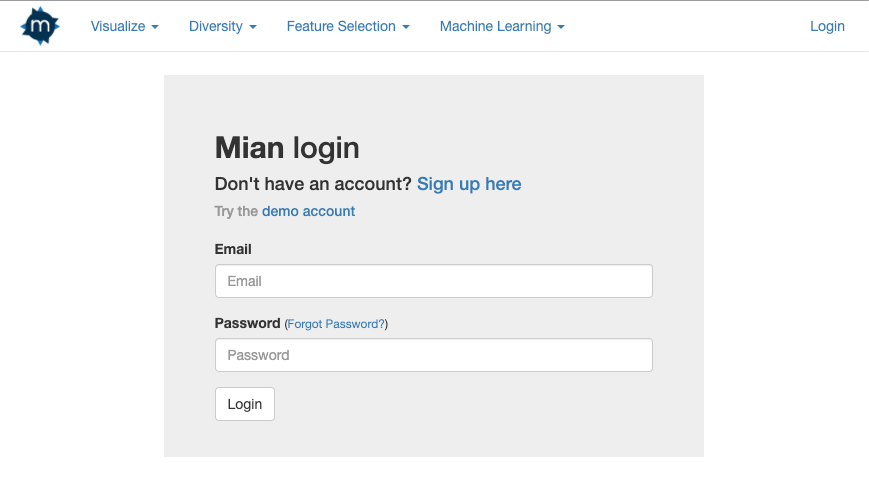 m Visualize Diversity Feature Selection Machine Learning Login
Mian login
Don't have an account? Sign up here
Try the demo account
Email
Email
Password (Forgot Password?)
Password
Login